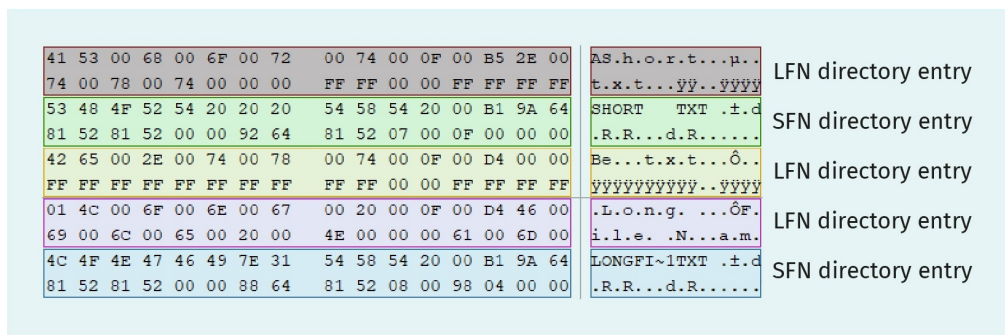 41 53 00 68 00 6F 00 72 00 74 00 0F 00 B5 2E 00 AS.h.o.r.t...µ..
74 00 78 00 74 00 00 00 FF FF 00 00 FF FF FF FF t.x.t...ÿÿ..ÿÿÿÿ
LFN directory entry
53 48 4F 52 54 20 20 20 54 58 54 20 00 B1 9A 64 SHORT   TXT .±.d
81 52 81 52 00 00 92 64 81 52 07 00 0F 00 00 00 .R.R...d.R......
SFN directory entry
42 65 00 2E 00 74 00 78 00 74 00 0F 00 D4 00 00 Be...t.x.t...Ô..
FF FF FF FF FF FF FF FF FF FF 00 00 FF FF FF FF ÿÿÿÿÿÿÿÿÿÿ..ÿÿÿÿ
LFN directory entry
01 4C 00 6F 00 6E 00 67 00 20 00 0F 00 D4 46 00 .L.o.n.g. ...ÔF.
69 00 6C 00 65 00 20 00 4E 00 00 00 61 00 6D 00 i.l.e. .N...a.m.
LFN directory entry
4C 4F 4E 47 46 49 7E 31 54 58 54 20 00 B1 9A 64 LONGFI~1TXT .±.d
81 52 81 52 00 00 88 64 81 52 08 00 98 04 00 00 .R.R...d.R......
SFN directory entry